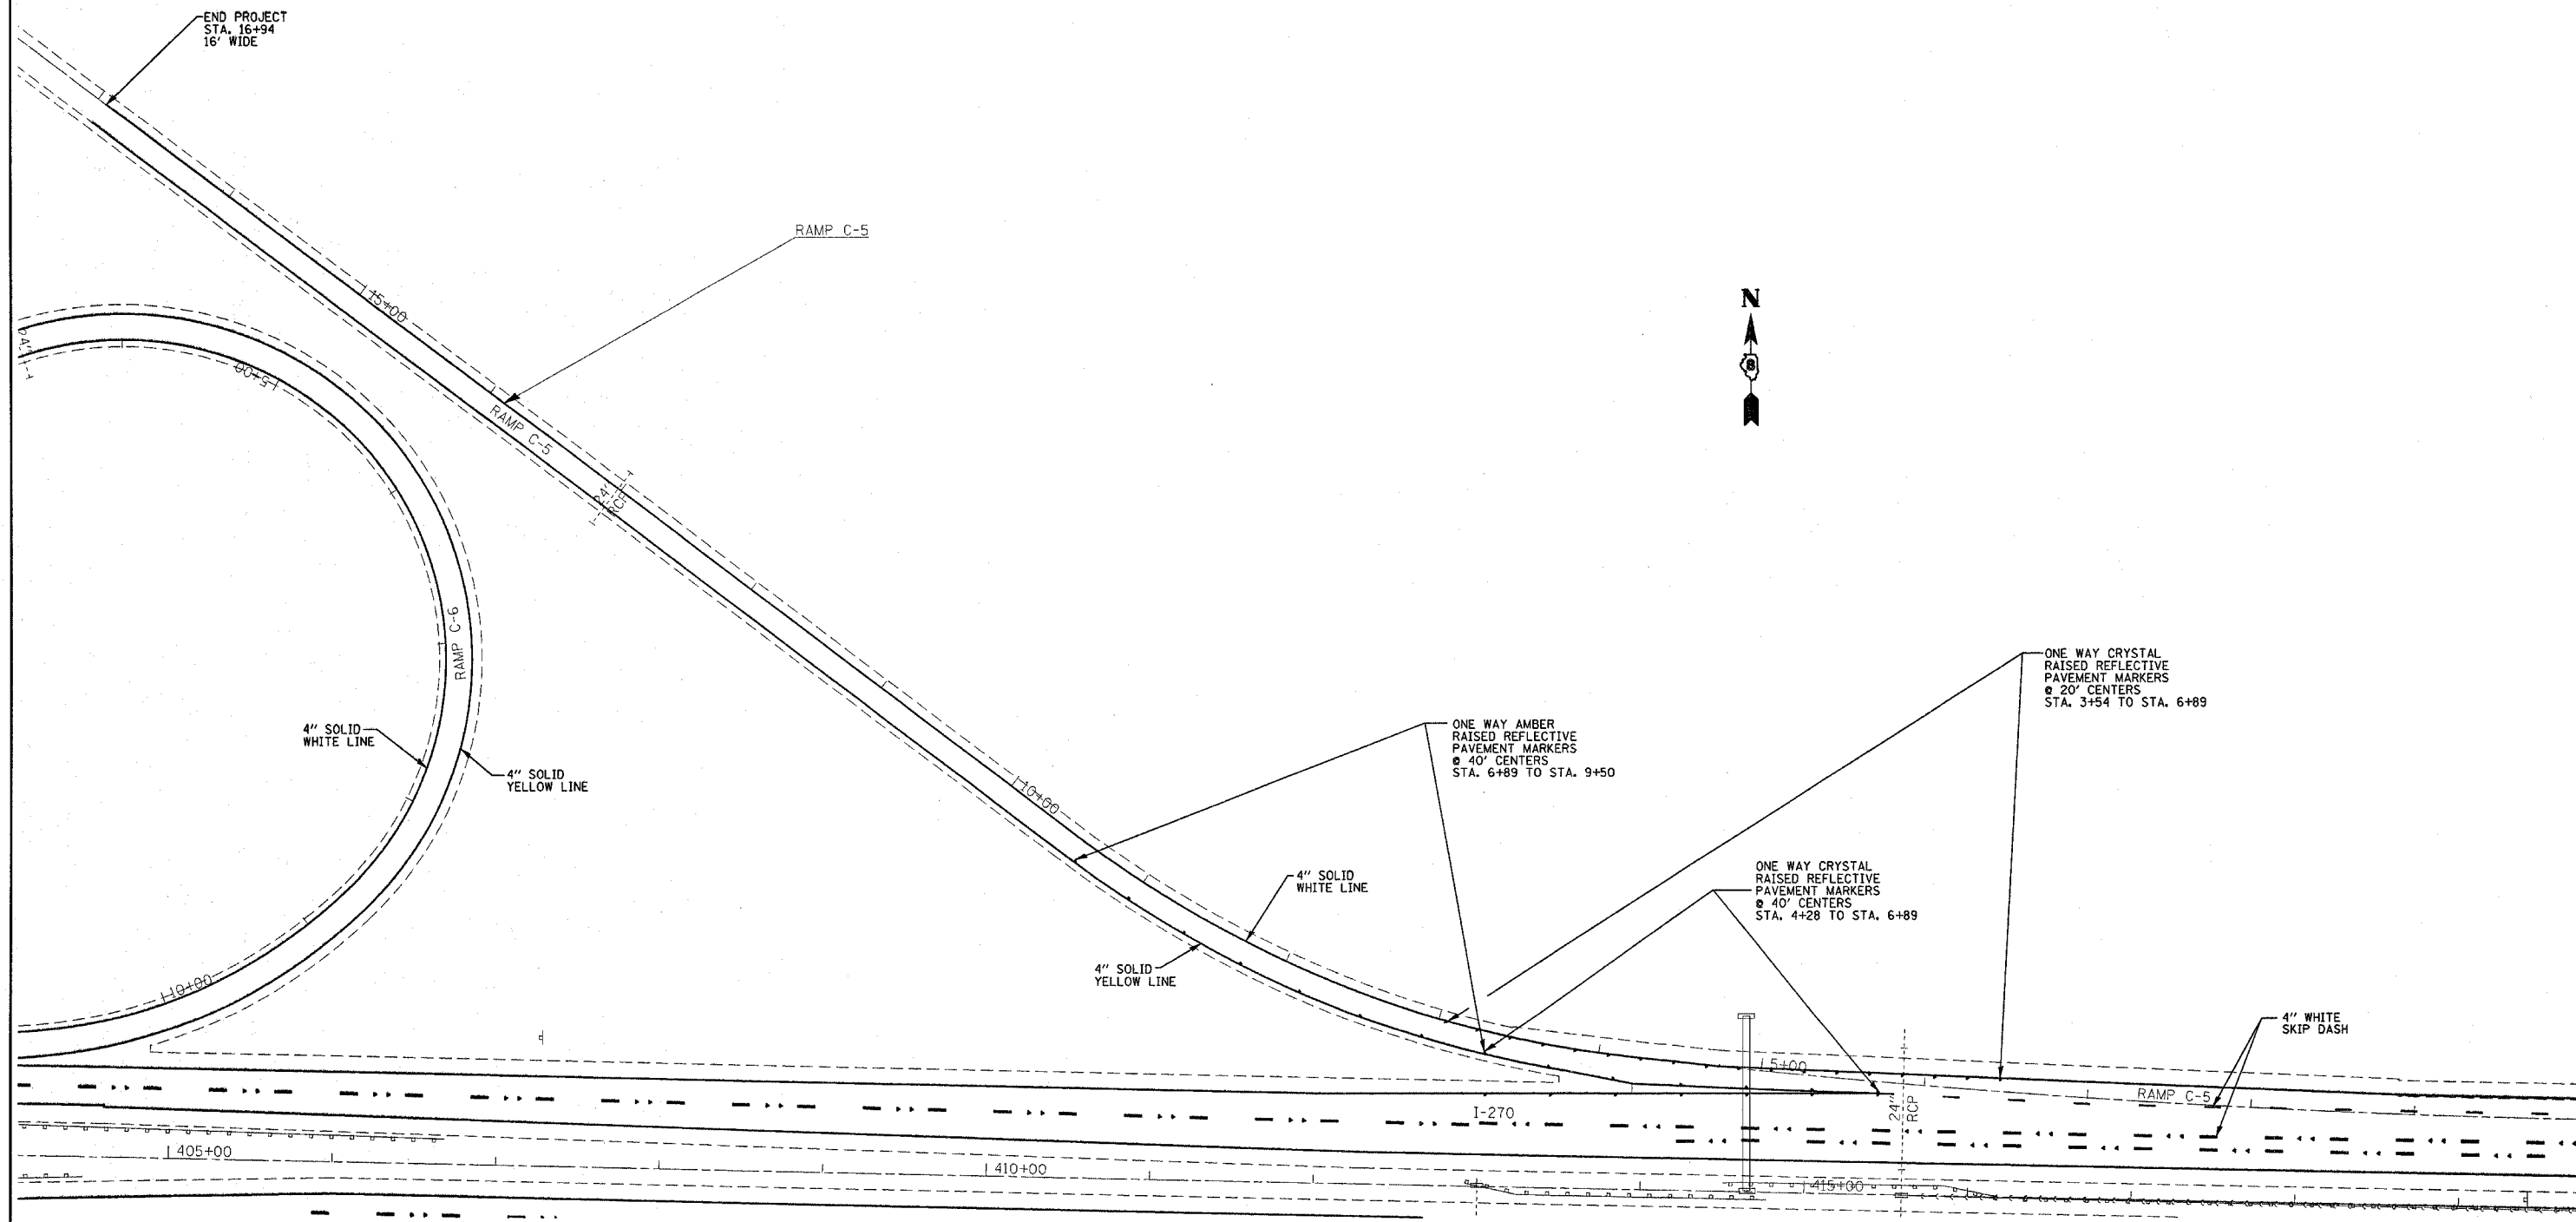 END PROJECT
STA. 16+94
16' WIDE
RAMP C-5
N
8
15+00
24"
5+00
RAMP C-5
24"
RCP
RAMP C-6
ONE WAY CRYSTAL
RAISED REFLECTIVE
PAVEMENT MARKERS
@ 20' CENTERS
STA. 3+54 TO STA. 6+89
4" SOLID
WHITE LINE
4" SOLID
YELLOW LINE
ONE WAY AMBER
RAISED REFLECTIVE
PAVEMENT MARKERS
@ 40' CENTERS
STA. 6+89 TO STA. 9+50
10+00
4" SOLID
WHITE LINE
ONE WAY CRYSTAL
RAISED REFLECTIVE
PAVEMENT MARKERS
@ 40' CENTERS
STA. 4+28 TO STA. 6+89
4" SOLID
YELLOW LINE
10+00
4" WHITE
SKIP DASH
5+00
RAMP C-5
24"
RCP
I-270
405+00
410+00
415+00